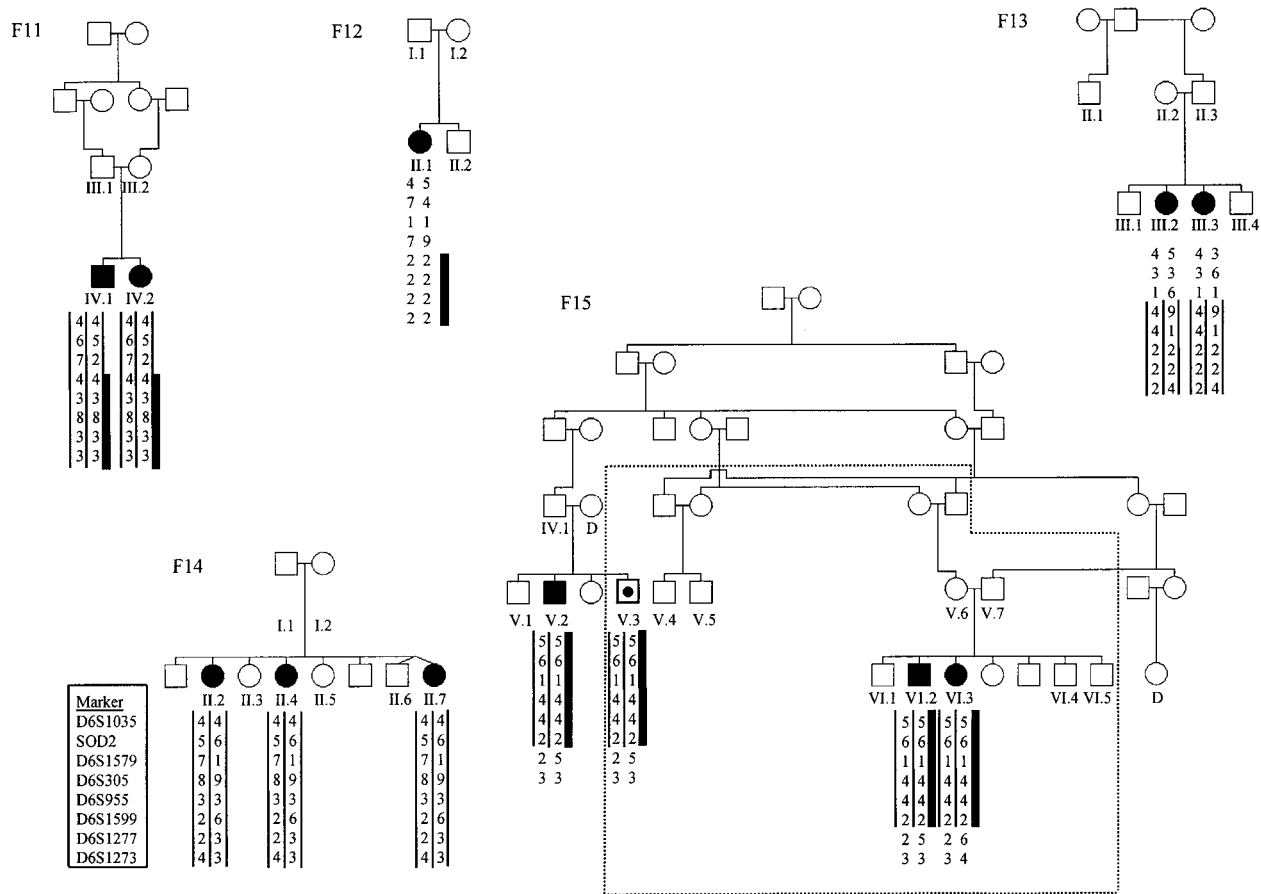 F11
III.1 III.2
IV.1 IV.2
4 4 4 4
6 5 6 5
7 2 7 2
4 4 4 4
3 3 3 3
8 8 8 8
3 3 3 3
3 3 3 3
F12
I.1 I.2
II.1 II.2
4 5
7 4
1 1
7 9
2 2
2 2
2 2
2 2
F13
II.1 II.2 II.3
III.1 III.2 III.3 III.4
4 5 4 3
3 3 3 6
1 6 1 1
4 9 4 9
4 1 4 1
2 2 2 2
2 2 2 2
2 4 2 4
F14
I.1 I.2
II.2 II.3 II.4 II.5 II.6 II.7
Marker
D6S1035 4 4 4 4 4 4
SOD2 5 6 5 6 5 6
D6S1579 7 1 7 1 7 1
D6S305 8 9 8 9 8 9
D6S955 3 3 3 3 3 3
D6S1599 2 6 2 6 2 6
D6S1277 2 3 2 3 2 3
D6S1273 4 3 4 3 4 3
F15
IV.1 D
V.1 V.2 V.3 V.4 V.5 V.6 V.7
5 5 5 5
6 6 6 6
1 1 1 1
4 4 4 4
4 4 4 4
2 2 2 2
2 5 2 5
3 3 3 3
VI.1 VI.2 VI.3 VI.4 VI.5 D
5 5 5 5
6 6 6 6
1 1 1 1
4 4 4 4
4 4 4 4
2 2 2 2
2 5 2 6
3 3 3 4